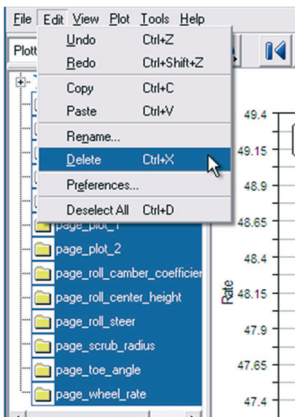 File Edit View Plot Tools Help
Plott
Undo Ctrl+Z
Redo Ctrl+Shift+Z
Copy Ctrl+C
Paste Ctrl+V
Rename...
Delete Ctrl+X
Preferences...
Deselect All Ctrl+D
page_plot_1
page_plot_2
page_roll_camber_coefficier
page_roll_center_height
page_roll_steer
page_scrub_radius
page_toe_angle
page_wheel_rate
49.4
49.15
48.9
48.65
48.4
48.15
47.9
47.65
47.4
Rate